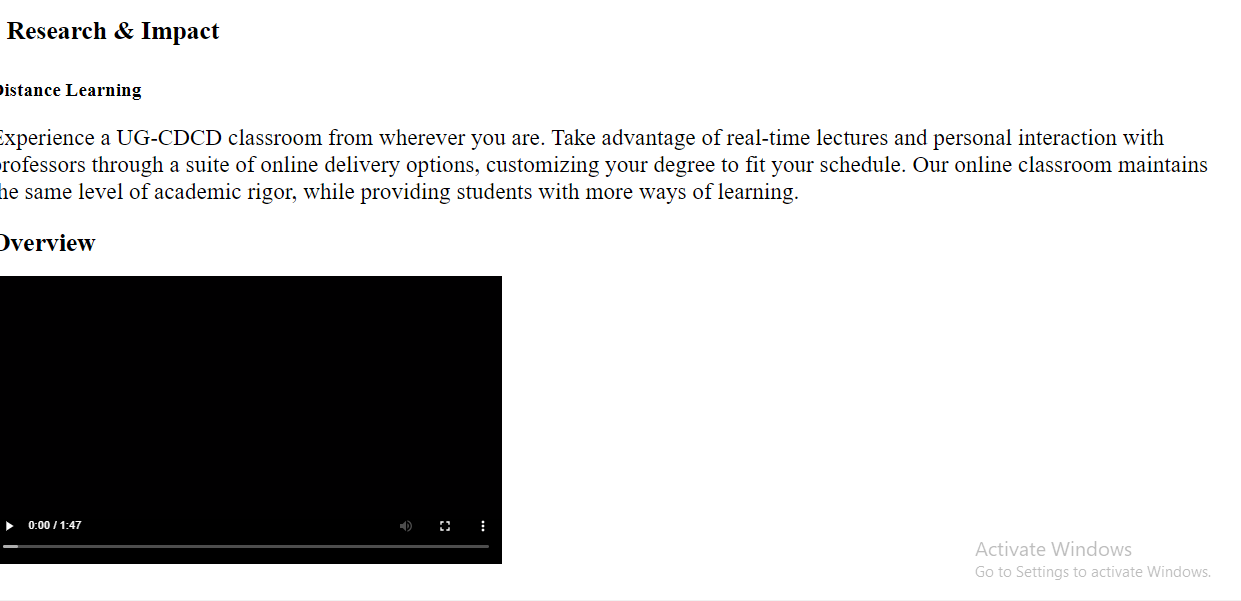 Research & Impact
Distance Learning
Experience a UG-CDCD classroom from wherever you are. Take advantage of real-time lectures and personal interaction with
professors through a suite of online delivery options, customizing your degree to fit your schedule. Our online classroom maintains
the same level of academic rigor, while providing students with more ways of learning.
Overview
0:00 / 1:47
Activate Windows
Go to Settings to activate Windows.